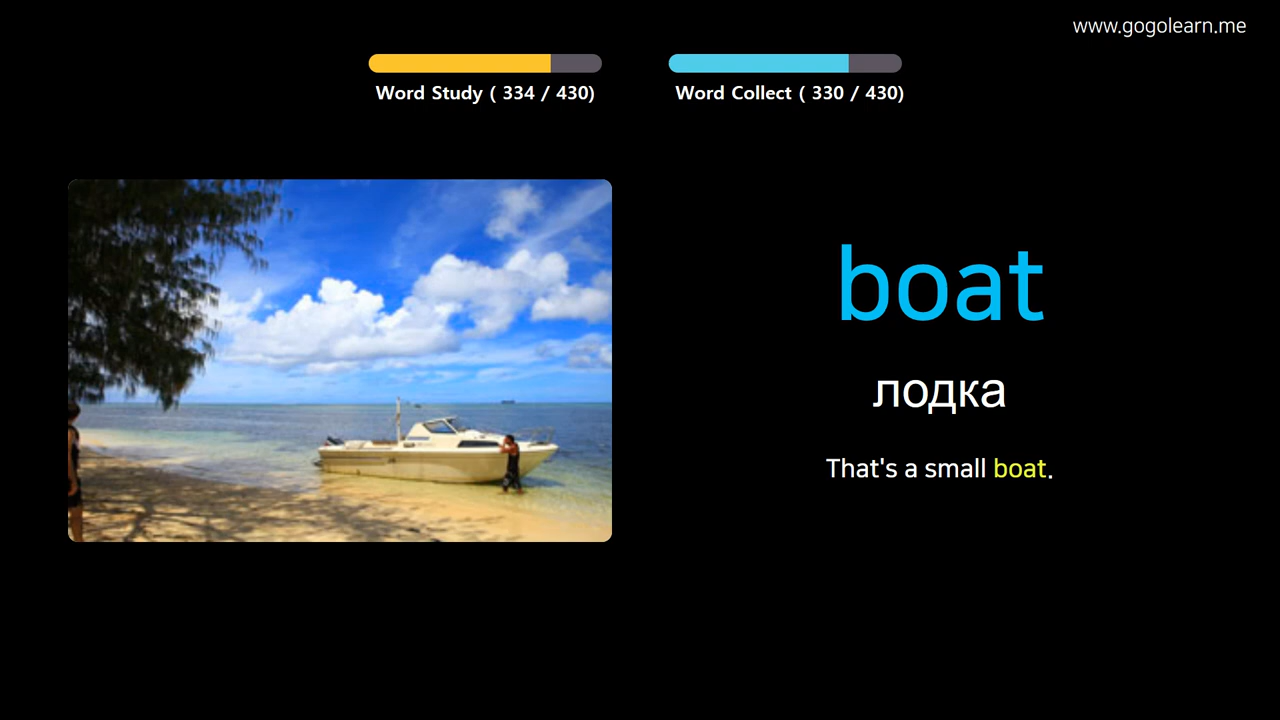 www.gogolearn.me
Word Study ( 334 / 430)
Word Collect ( 330 / 430)
boat
лодка
That's a small boat.